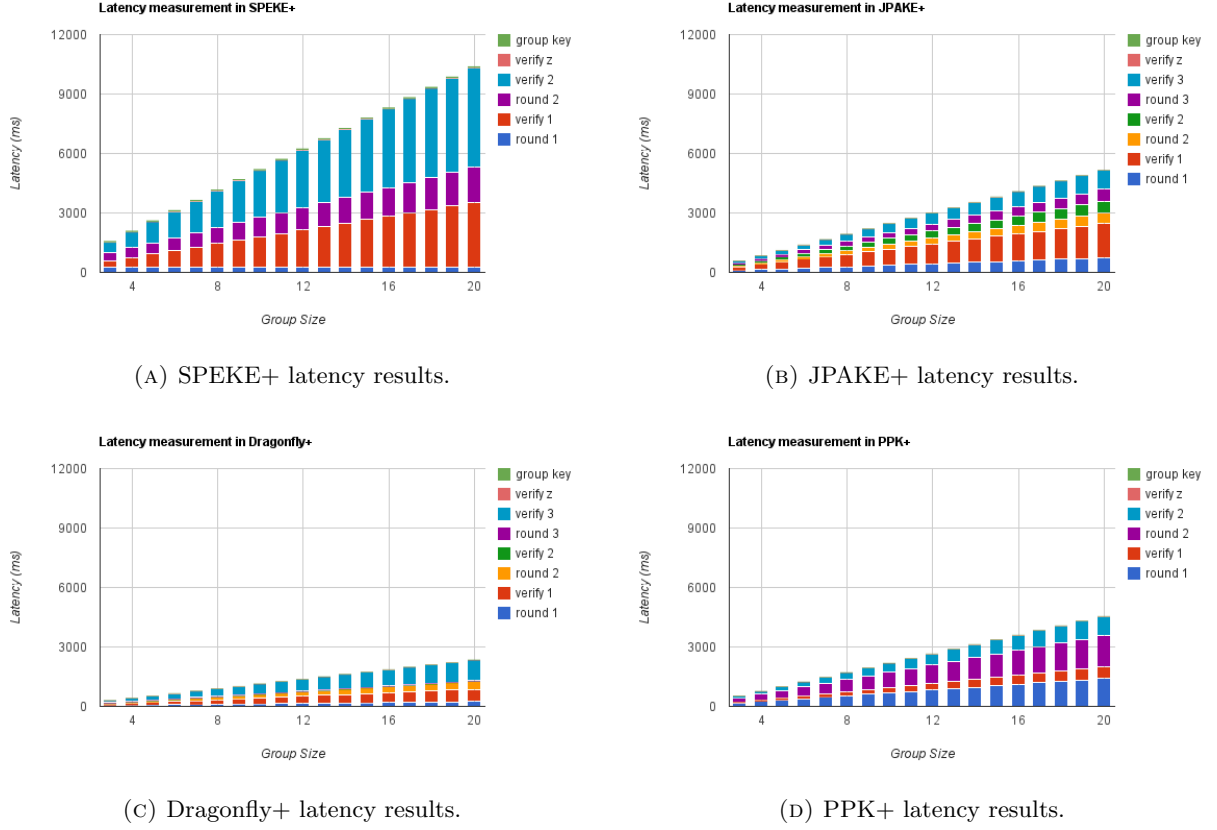 Latency measurement in SPEKE+
12000
9000
6000
3000
0
Latency (ms)
4
8
12
16
20
Group Size
group key
verify z
verify 2
round 2
verify 1
round 1
(A) SPEKE+ latency results.
Latency measurement in JPAKE+
12000
9000
6000
3000
0
Latency (ms)
4
8
12
16
20
Group Size
group key
verify z
verify 3
round 3
verify 2
round 2
verify 1
round 1
(B) JPAKE+ latency results.
Latency measurement in Dragonfly+
12000
9000
6000
3000
0
Latency (ms)
4
8
12
16
20
Group Size
group key
verify z
verify 3
round 3
verify 2
round 2
verify 1
round 1
(C) Dragonfly+ latency results.
Latency measurement in PPK+
12000
9000
6000
3000
0
Latency (ms)
4
8
12
16
20
Group Size
group key
verify z
verify 2
round 2
verify 1
round 1
(D) PPK+ latency results.